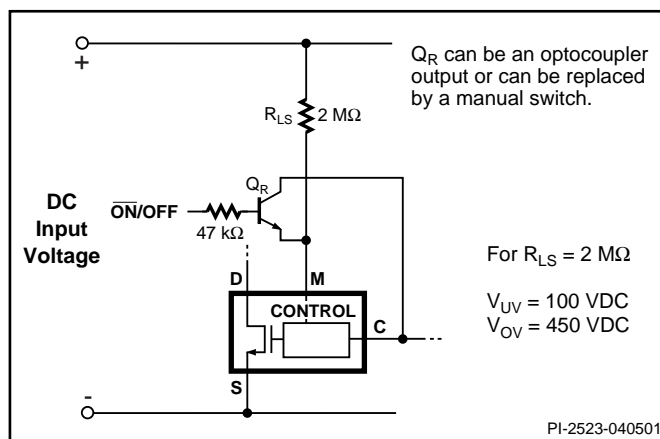 +
Q_R can be an optocoupler
output or can be replaced
by a manual switch.
R_LS 2 MΩ
Q_R
DC
Input
Voltage
O̅N̅/OFF
47 kΩ
For R_LS = 2 MΩ
D M
V_UV = 100 VDC
CONTROL
C
V_OV = 450 VDC
S
-
PI-2523-040501